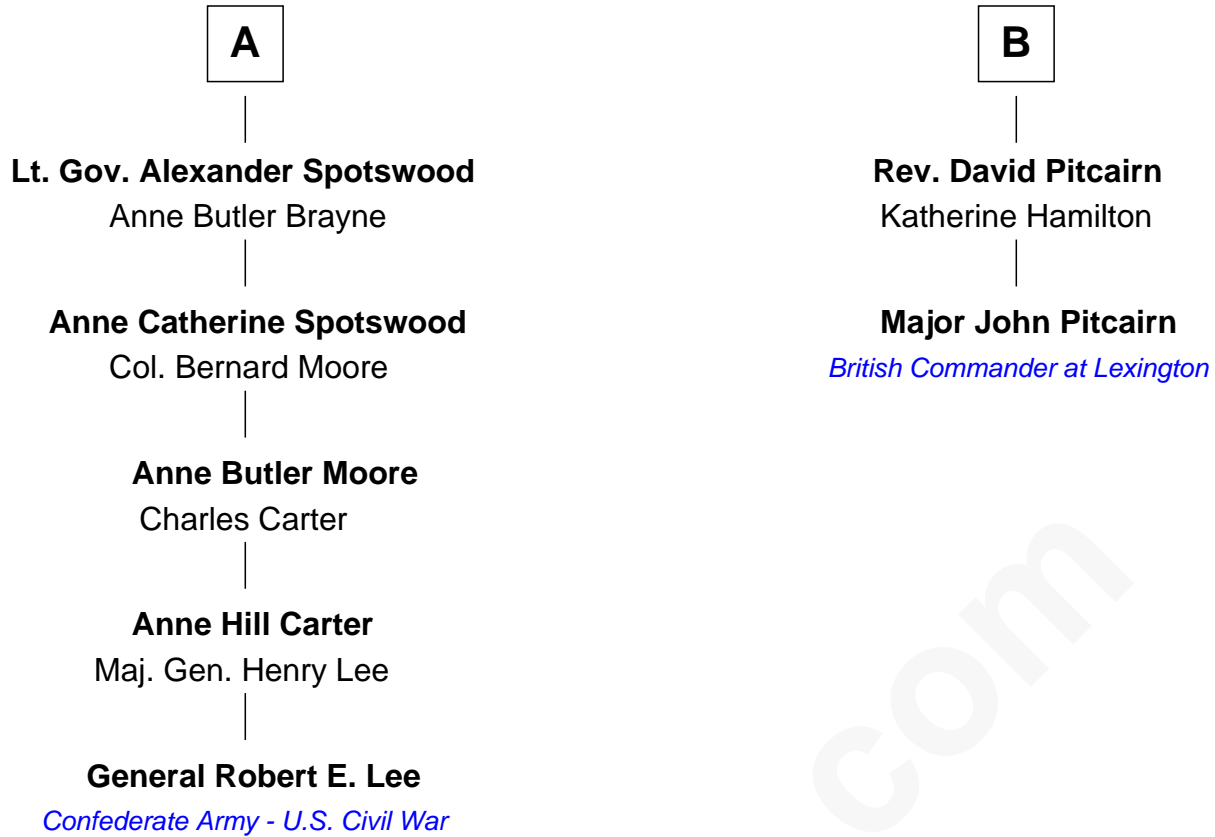 A
Lt. Gov. Alexander Spotswood
Anne Butler Brayne
Anne Catherine Spotswood
Col. Bernard Moore
Anne Butler Moore
Charles Carter
Anne Hill Carter
Maj. Gen. Henry Lee
General Robert E. Lee
Confederate Army - U.S. Civil War
B
Rev. David Pitcairn
Katherine Hamilton
Major John Pitcairn
British Commander at Lexington
com